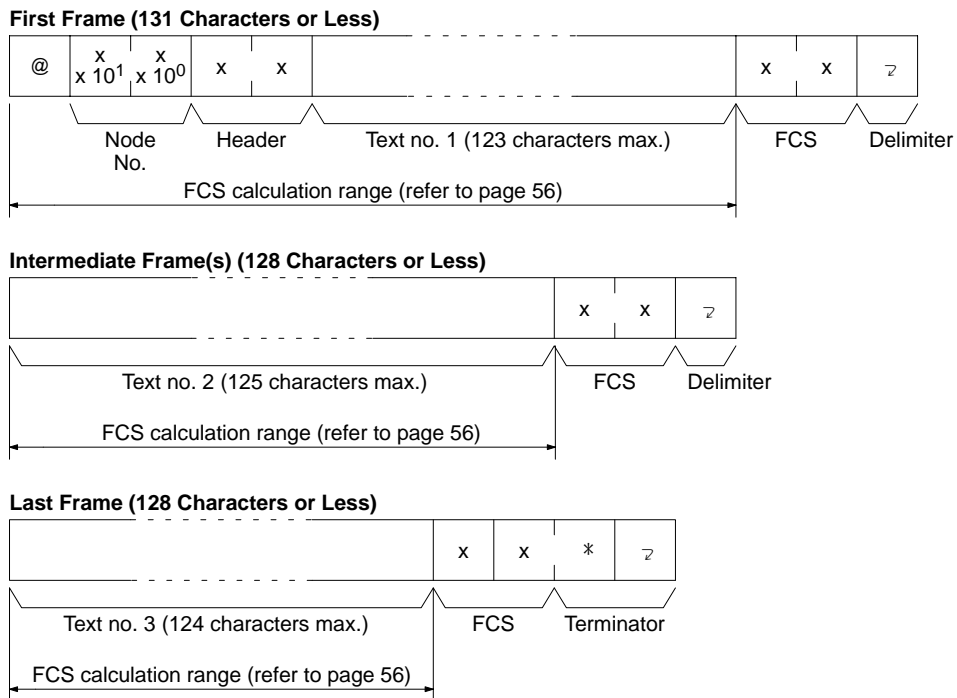 First Frame (131 Characters or Less)
@ x x 10¹ x x 10⁰ x x x x ↵
Node No. Header Text no. 1 (123 characters max.) FCS Delimiter
FCS calculation range (refer to page 56)
Intermediate Frame(s) (128 Characters or Less)
x x ↵
Text no. 2 (125 characters max.) FCS Delimiter
FCS calculation range (refer to page 56)
Last Frame (128 Characters or Less)
x x * ↵
Text no. 3 (124 characters max.) FCS Terminator
FCS calculation range (refer to page 56)